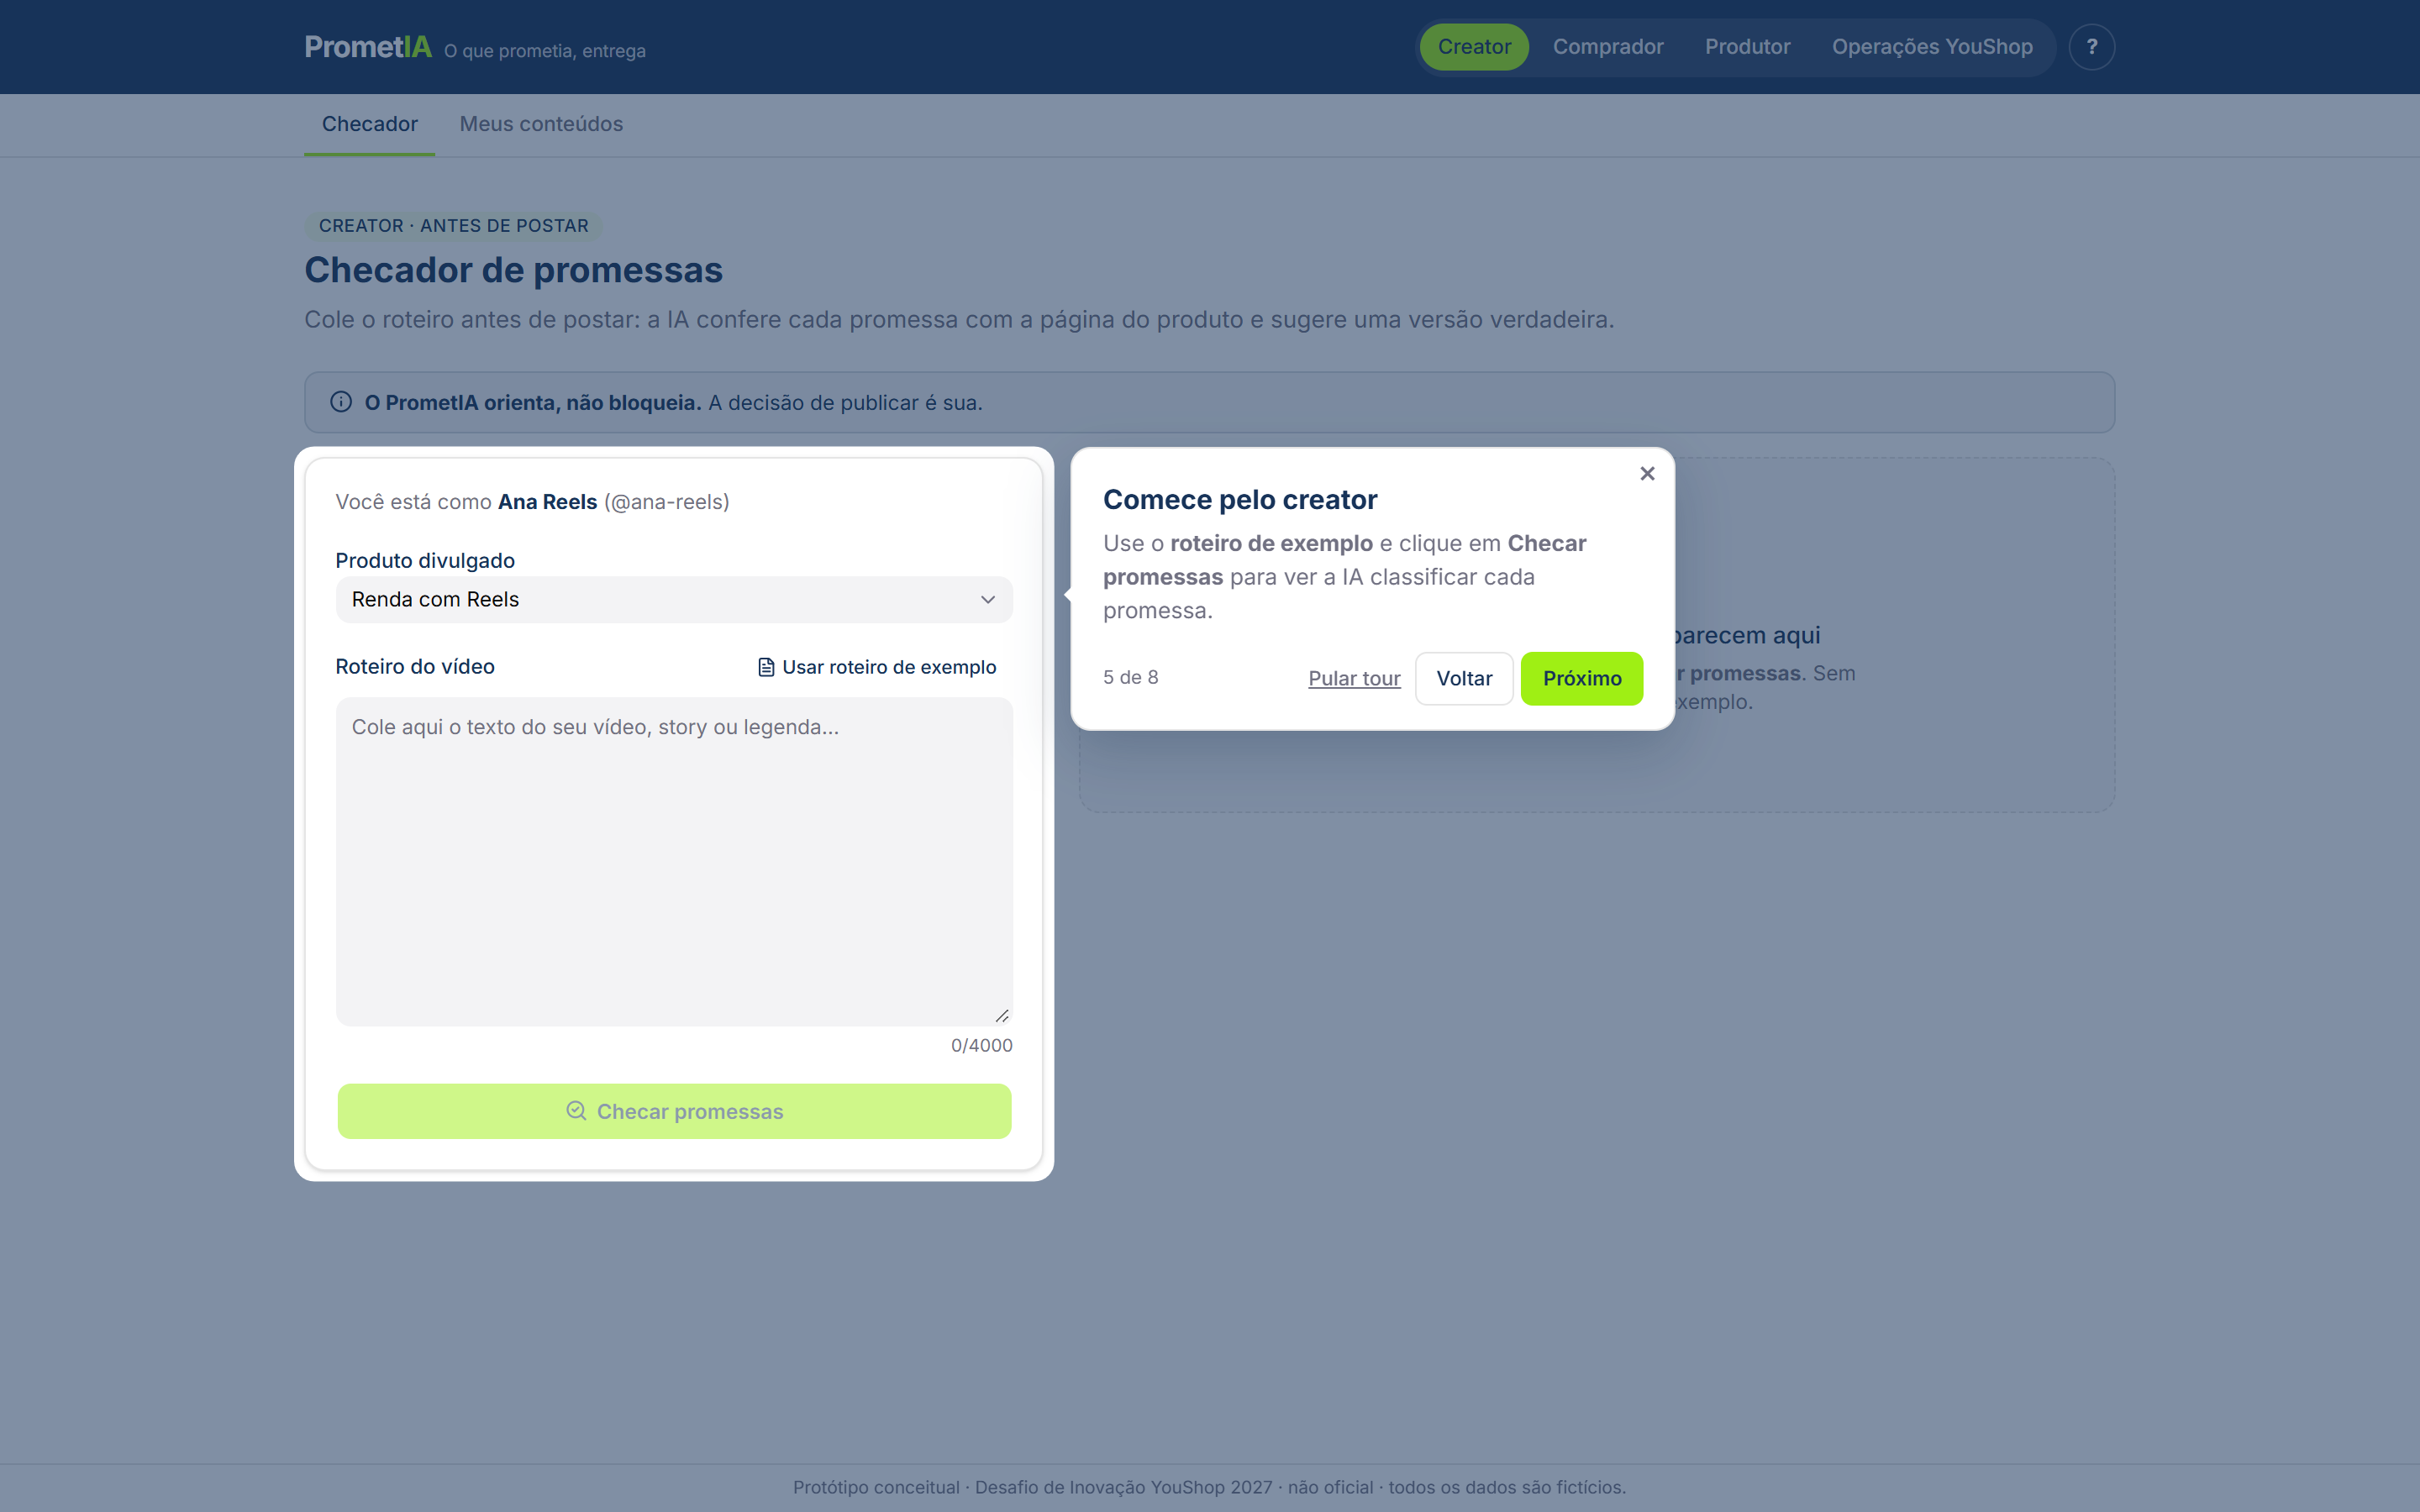 PrometIA O que prometia, entrega
Creator Comprador Produtor Operações YouShop ?
Checador Meus conteúdos
CREATOR · ANTES DE POSTAR
Checador de promessas
Cole o roteiro antes de postar: a IA confere cada promessa com a página do produto e sugere uma versão verdadeira.
O PrometIA orienta, não bloqueia. A decisão de publicar é sua.
Você está como Ana Reels (@ana-reels)
Produto divulgado
Renda com Reels
Roteiro do vídeo Usar roteiro de exemplo
Cole aqui o texto do seu vídeo, story ou legenda...
0/4000
Checar promessas
Comece pelo creator
Use o roteiro de exemplo e clique em Checar
promessas para ver a IA classificar cada
promessa.
5 de 8 Pular tour Voltar Próximo
aqui
promessas. Sem
Protótipo conceitual · Desafio de Inovação YouShop 2027 · não oficial · todos os dados são fictícios.